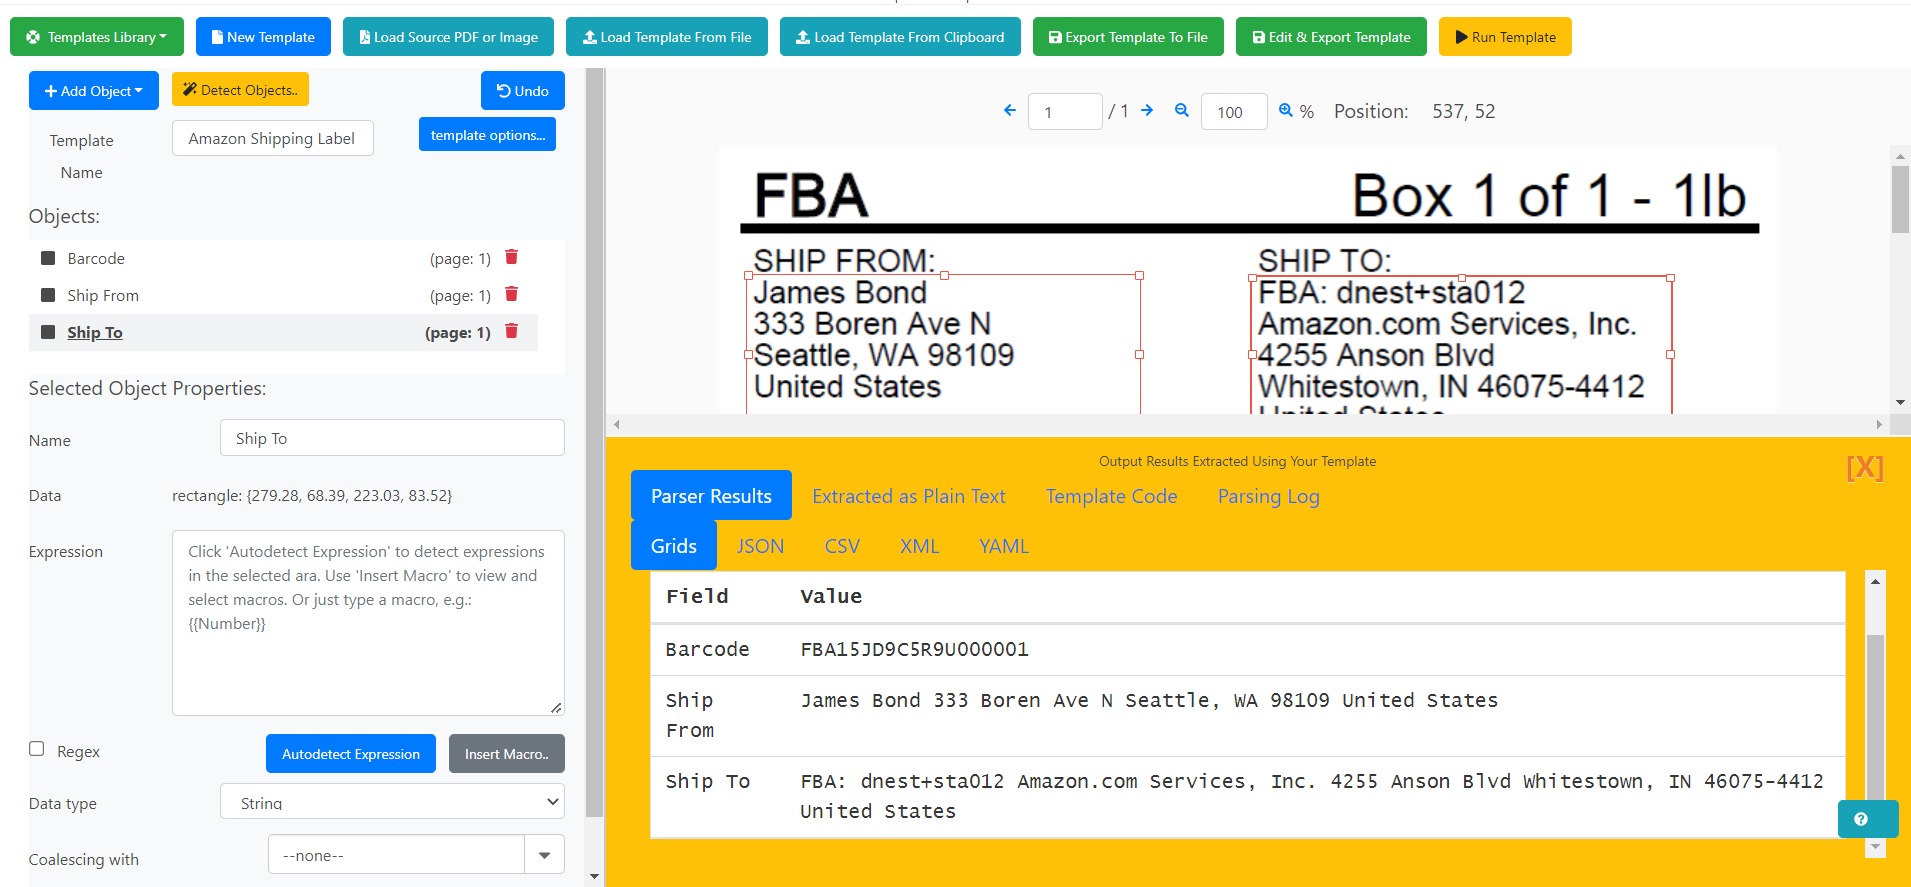 Templates Library
New Template
Load Source PDF or Image
Load Template From File
Load Template From Clipboard
Export Template To File
Edit & Export Template
Run Template
Add Object
Detect Objects..
Undo
Template Name
Amazon Shipping Label
template options...
Objects:
Barcode (page: 1)
Ship From (page: 1)
Ship To (page: 1)
Selected Object Properties:
Name
Ship To
Data
rectangle: {279.28, 68.39, 223.03, 83.52}
Expression
Click 'Autodetect Expression' to detect expressions
in the selected ara. Use 'Insert Macro' to view and
select macros. Or just type a macro, e.g.:
{{Number}}
Regex
Autodetect Expression
Insert Macro..
Data type
String
Coalescing with
--none--
1 / 1
100 %
Position: 537, 52
FBA
Box 1 of 1 - 1lb
SHIP FROM:
James Bond
333 Boren Ave N
Seattle, WA 98109
United States
SHIP TO:
FBA: dnest+sta012
Amazon.com Services, Inc.
4255 Anson Blvd
Whitestown, IN 46075-4412
United States
Output Results Extracted Using Your Template
[X]
Parser Results
Extracted as Plain Text
Template Code
Parsing Log
Grids
JSON
CSV
XML
YAML
Field Value
Barcode FBA15JD9C5R9U000001
Ship From James Bond 333 Boren Ave N Seattle, WA 98109 United States
Ship To FBA: dnest+sta012 Amazon.com Services, Inc. 4255 Anson Blvd Whitestown, IN 46075-4412
United States